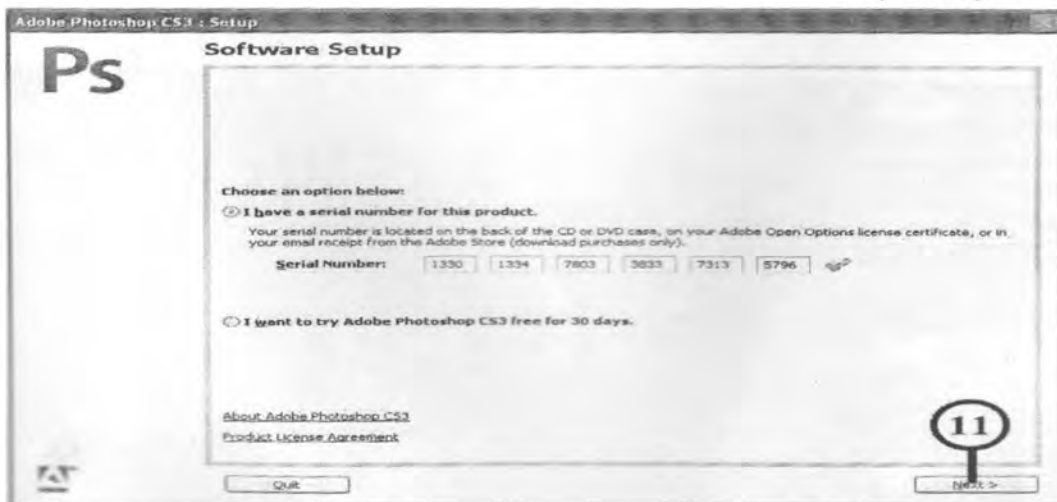 Adobe Photoshop CS3 : Setup
Ps
Software Setup
Choose an option below:
I have a serial number for this product.
Your serial number is located on the back of the CD or DVD case, on your Adobe Open Options license certificate, or in
your email receipt from the Adobe Store (download purchases only).
Serial Number: 1330 1334 7803 7313 5796
I want to try Adobe Photoshop CS3 free for 30 days.
About Adobe Photoshop CS3
Product License Agreement
11
Quit
Next >